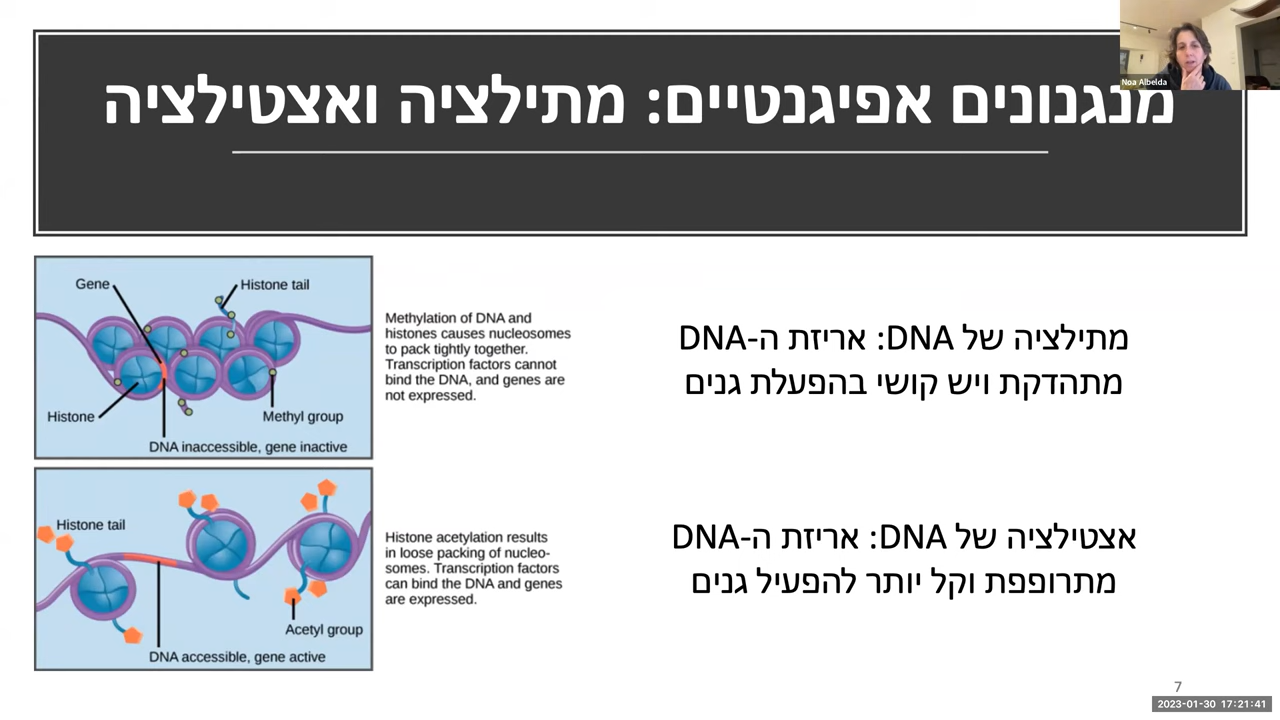 Noa Albelda
מנגנונים אפיגנטיים: מתילציה ואצטילציה
Gene
Histone tail
Histone
Methyl group
DNA inaccessible, gene inactive
Methylation of DNA and
histones causes nucleosomes
to pack tightly together.
Transcription factors cannot
bind the DNA, and genes are
not expressed.
מתילציה של DNA: אריזת ה-DNA
מתהדקת ויש קושי בהפעלת גנים
Histone tail
Acetyl group
DNA accessible, gene active
Histone acetylation results
in loose packing of nucleo-
somes. Transcription factors
can bind the DNA and genes
are expressed.
אצטילציה של DNA: אריזת ה-DNA
מתרופפת וקל יותר להפעיל גנים
7
2023-01-30 17:21:41